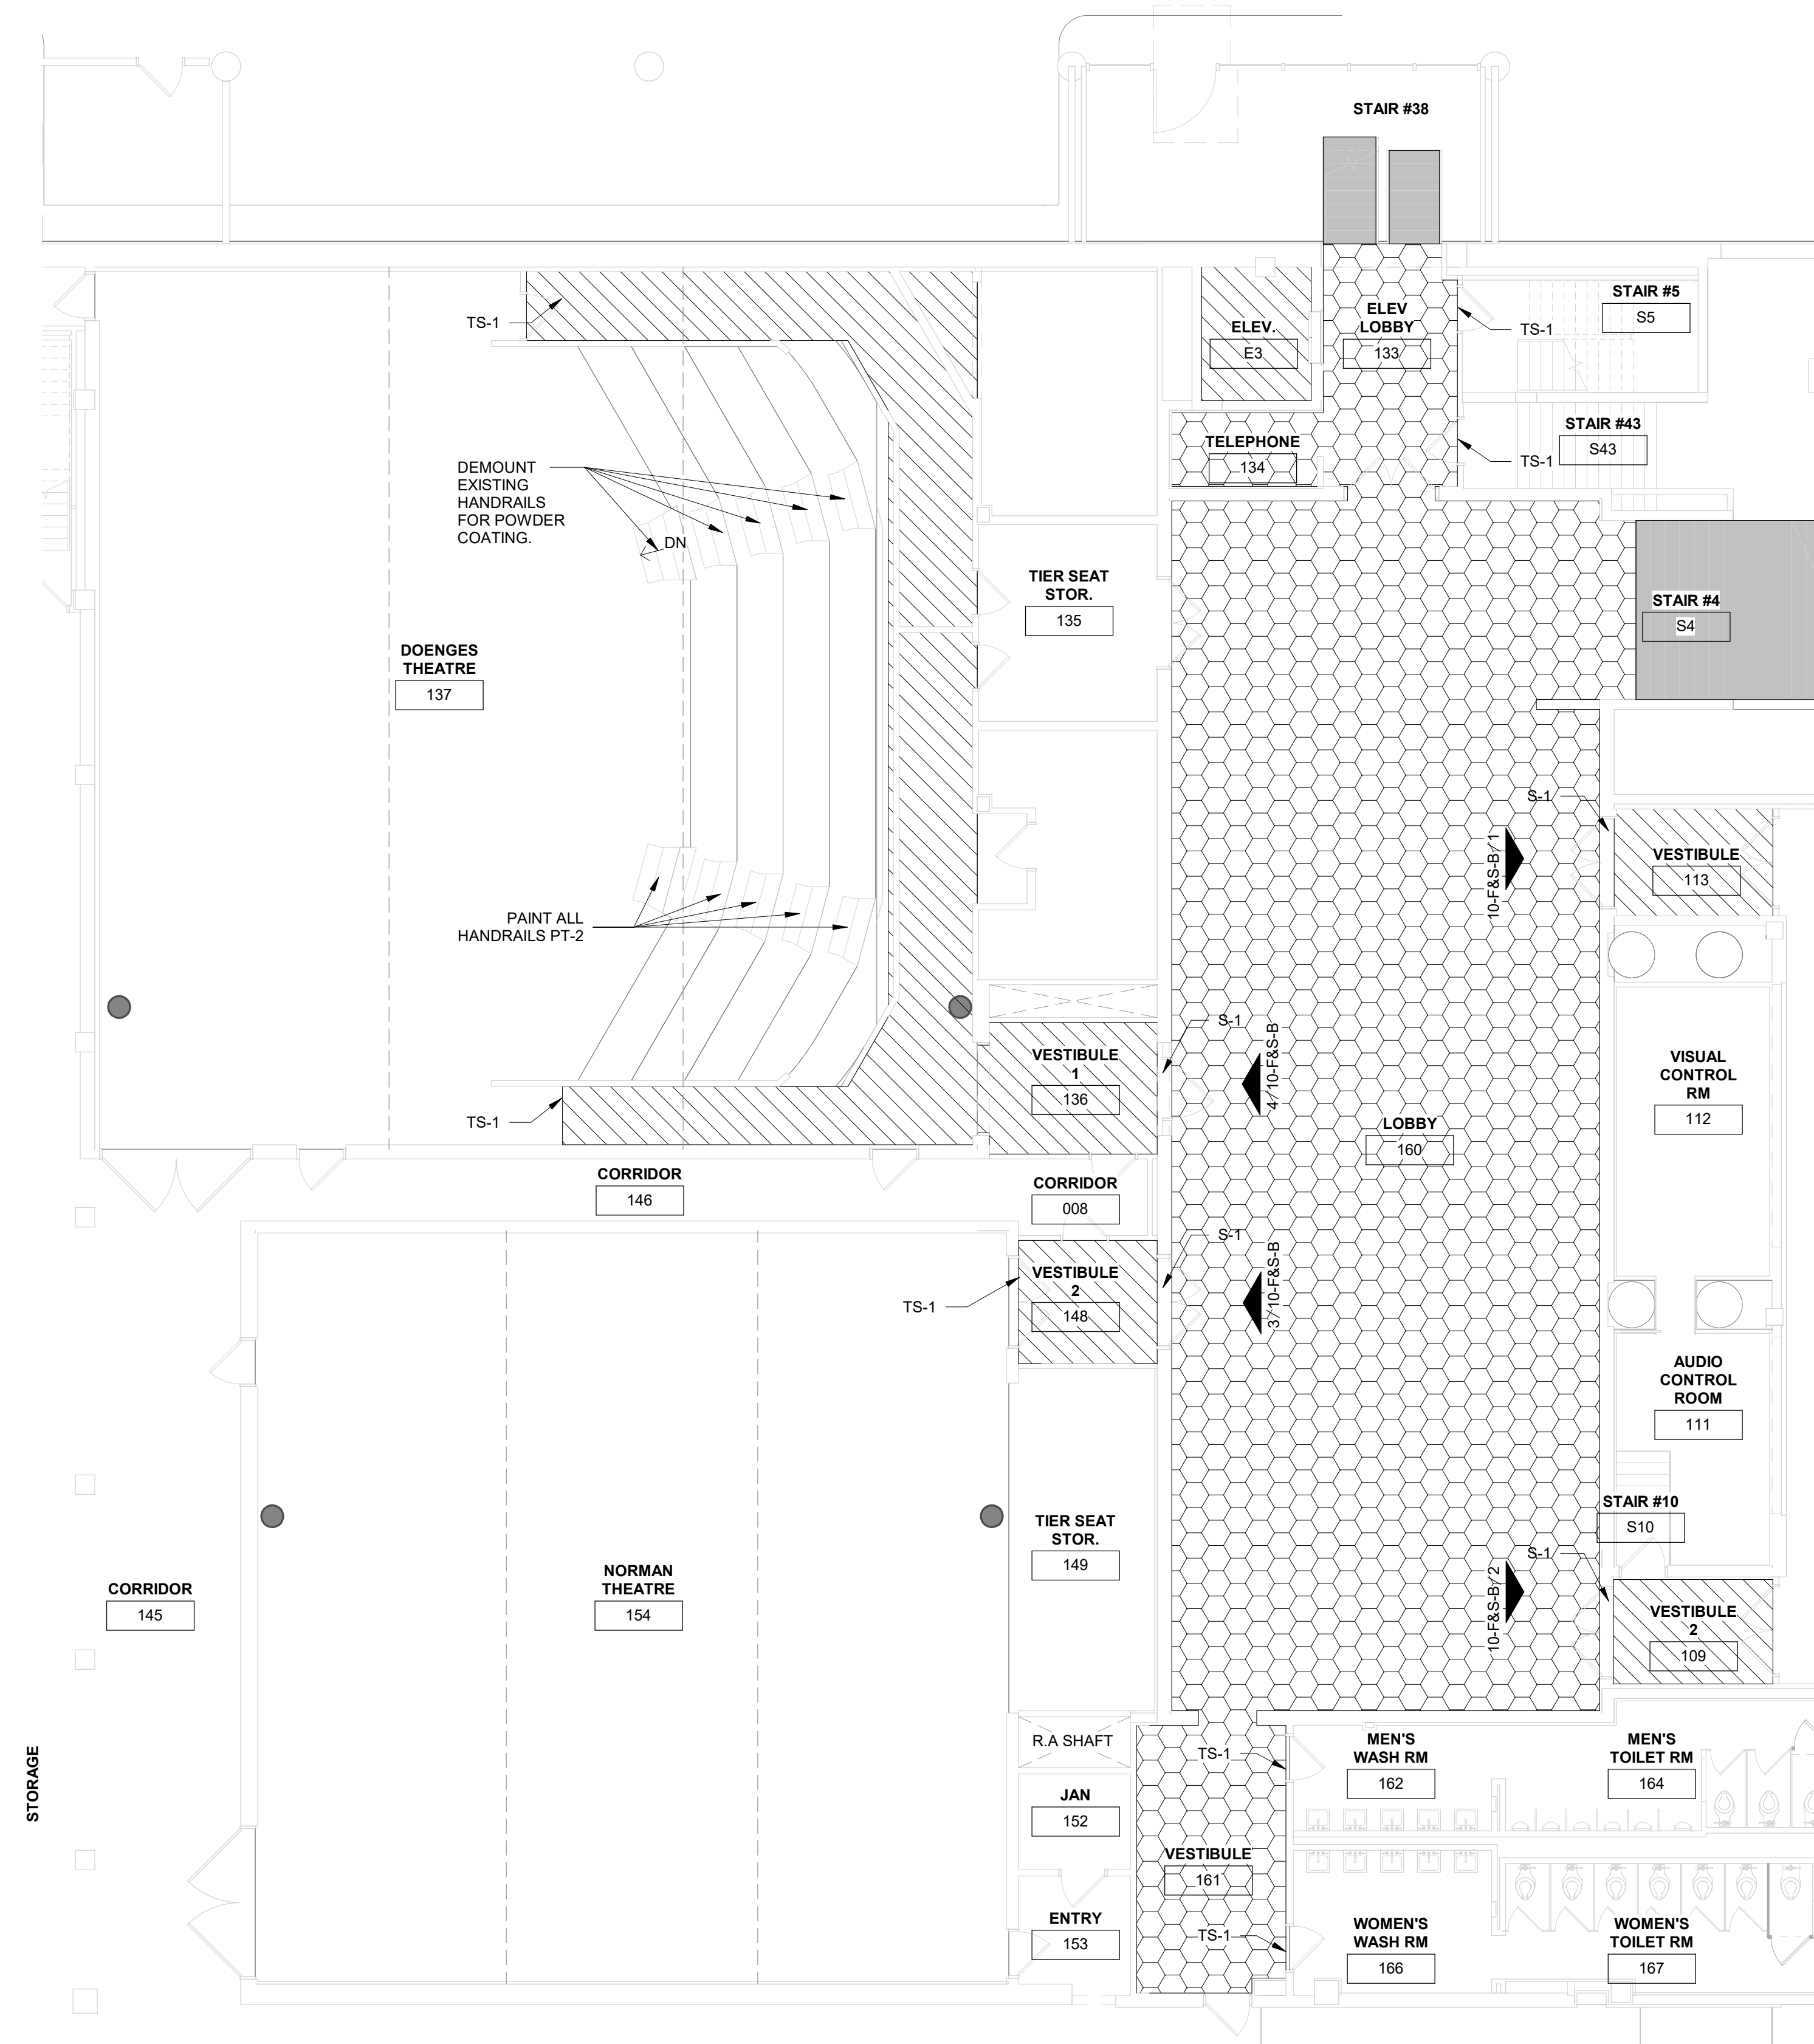 STAIR #38
TS-1
ELEV.
E3
ELEV
LOBBY
133
TS-1
STAIR #5
S5
TELEPHONE
134
TS-1
STAIR #43
S43
DEMOUNT
EXISTING
HANDRAILS
FOR POWDER
COATING.
DN
TIER SEAT
STOR.
135
STAIR #4
S4
DOENGES
THEATRE
137
S-1
10-F&S-B/1
VESTIBULE
113
PAINT ALL
HANDRAILS PT-2
S-1
4/10-F&S-B
VESTIBULE
1
136
VISUAL
CONTROL
RM
112
TS-1
LOBBY
160
CORRIDOR
146
CORRIDOR
008
S-1
3/10-F&S-B
VESTIBULE
2
148
TS-1
AUDIO
CONTROL
ROOM
111
STAIR #10
S10
TIER SEAT
STOR.
149
S-1
10-F&S-B/2
VESTIBULE
2
109
CORRIDOR
145
NORMAN
THEATRE
154
STORAGE
R.A SHAFT
TS-1
MEN'S
WASH RM
162
MEN'S
TOILET RM
164
JAN
152
VESTIBULE
161
ENTRY
153
TS-1
WOMEN'S
WASH RM
166
WOMEN'S
TOILET RM
167